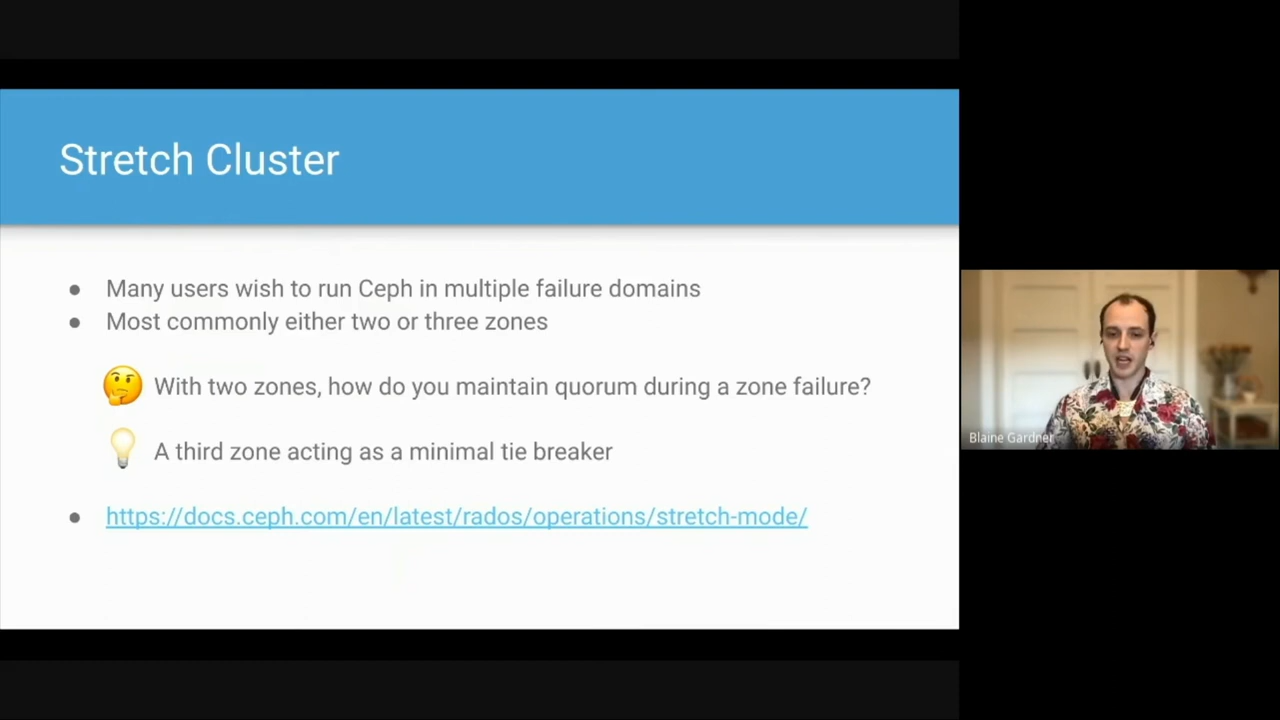 Stretch Cluster
● Many users wish to run Ceph in multiple failure domains
● Most commonly either two or three zones
🤔 With two zones, how do you maintain quorum during a zone failure?
💡 A third zone acting as a minimal tie breaker
● https://docs.ceph.com/en/latest/rados/operations/stretch-mode/
Blaine Gardner